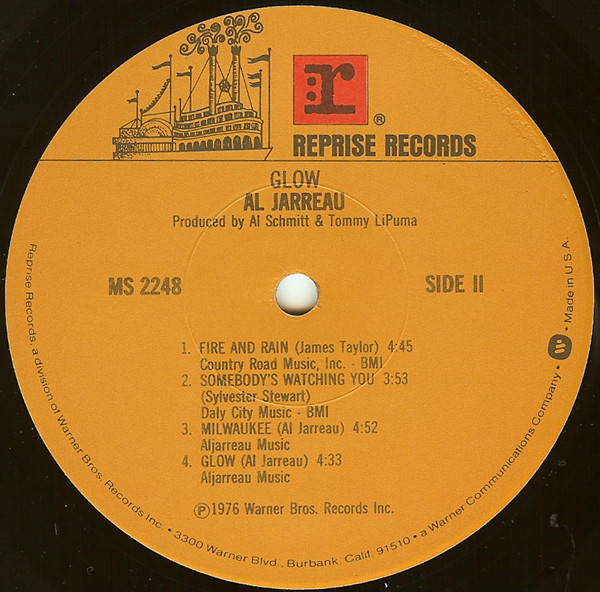 r
®
REPRISE RECORDS
GLOW
AL JARREAU
Produced by Al Schmitt & Tommy LiPuma
MS 2248
SIDE II
1. FIRE AND RAIN (James Taylor) 4:45
Country Road Music, Inc. - BMI
2. SOMEBODY'S WATCHING YOU 3:53
(Sylvester Stewart)
Daly City Music - BMI
3. MILWAUKEE (Al Jarreau) 4:52
Aljarreau Music
4. GLOW (Al Jarreau) 4:33
Aljarreau Music
℗1976 Warner Bros. Records Inc.
Reprise Records, a division of Warner Bros. Records Inc. • 3300 Warner Blvd., Burbank, Calif. 91510 • a Warner Communications Company • W • Made in U.S.A.